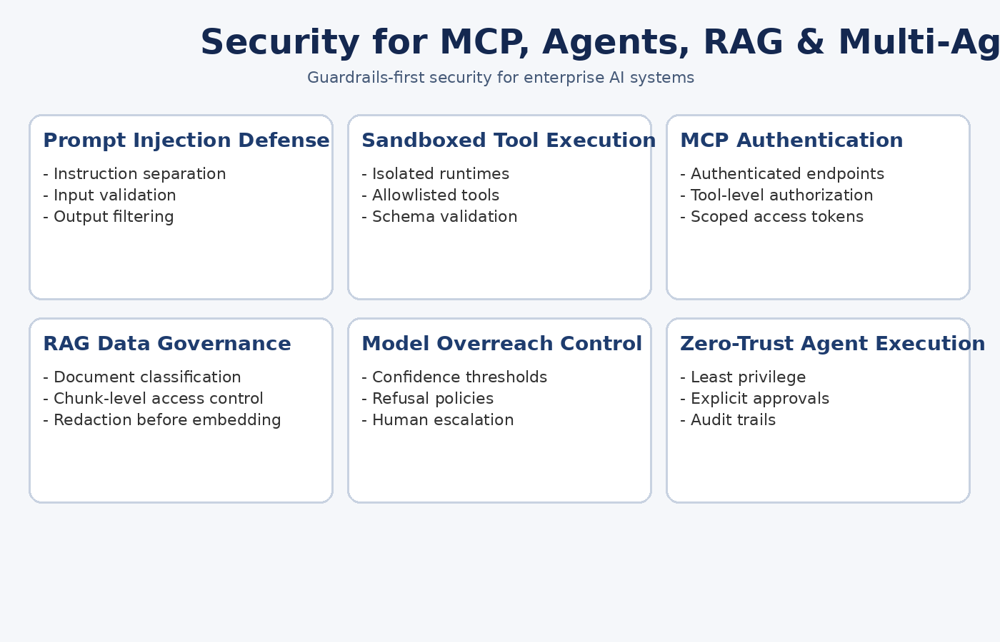 Security for MCP, Agents, RAG & Multi-Ag
Guardrails-first security for enterprise AI systems
Prompt Injection Defense
- Instruction separation
- Input validation
- Output filtering
Sandboxed Tool Execution
- Isolated runtimes
- Allowlisted tools
- Schema validation
MCP Authentication
- Authenticated endpoints
- Tool-level authorization
- Scoped access tokens
RAG Data Governance
- Document classification
- Chunk-level access control
- Redaction before embedding
Model Overreach Control
- Confidence thresholds
- Refusal policies
- Human escalation
Zero-Trust Agent Execution
- Least privilege
- Explicit approvals
- Audit trails